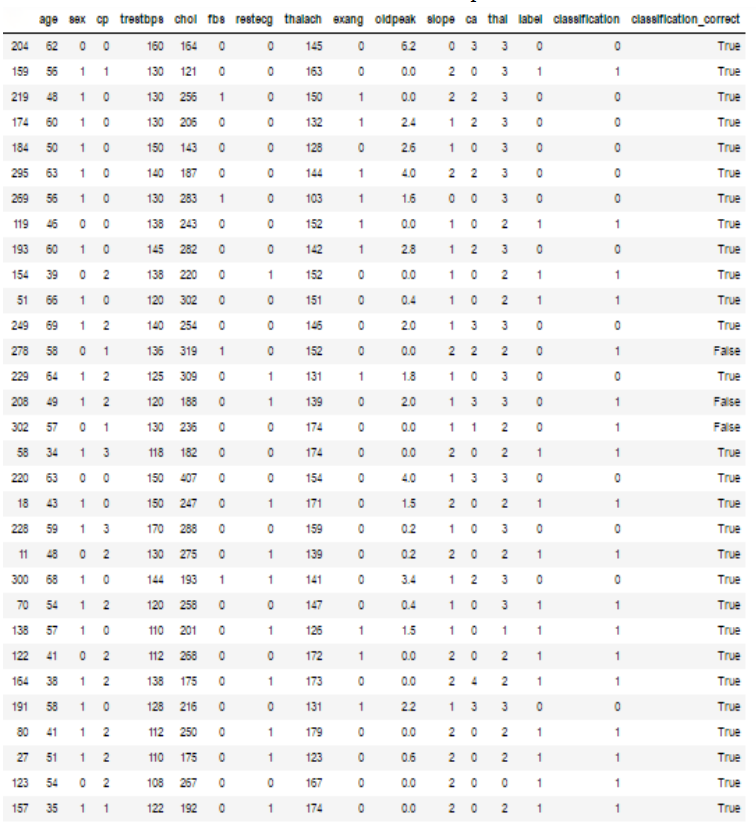 age sex cp trestbps chol fbs restecg thalach exang oldpeak slope ca thal label classification classification_correct
204 62 0 0 160 164 0 0 145 0 6.2 0 3 3 0 0 True
159 56 1 1 130 121 0 0 163 0 0.0 2 0 3 1 1 True
219 48 1 0 130 256 1 0 150 1 0.0 2 2 3 0 0 True
174 60 1 0 130 206 0 0 132 1 2.4 1 2 3 0 0 True
184 50 1 0 150 143 0 0 128 0 2.6 1 0 3 0 0 True
295 63 1 0 140 187 0 0 144 1 4.0 2 2 3 0 0 True
269 56 1 0 130 283 1 0 103 1 1.6 0 0 3 0 0 True
119 46 0 0 138 243 0 0 152 1 0.0 1 0 2 1 1 True
193 60 1 0 145 282 0 0 142 1 2.8 1 2 3 0 0 True
154 39 0 2 138 220 0 1 152 0 0.0 1 0 2 1 1 True
51 66 1 0 120 302 0 0 151 0 0.4 1 0 2 1 1 True
249 69 1 2 140 254 0 0 146 0 2.0 1 3 3 0 0 True
278 58 0 1 136 319 1 0 152 0 0.0 2 2 2 0 1 False
229 64 1 2 125 309 0 1 131 1 1.8 1 0 3 0 0 True
208 49 1 2 120 188 0 1 139 0 2.0 1 3 3 0 1 False
302 57 0 1 130 236 0 0 174 0 0.0 1 1 2 0 1 False
58 34 1 3 118 182 0 0 174 0 0.0 2 0 2 1 1 True
220 63 0 0 150 407 0 0 154 0 4.0 1 3 3 0 0 True
18 43 1 0 150 247 0 1 171 0 1.5 2 0 2 1 1 True
228 59 1 3 170 288 0 0 159 0 0.2 1 0 3 0 0 True
11 48 0 2 130 275 0 1 139 0 0.2 2 0 2 1 1 True
300 68 1 0 144 193 1 1 141 0 3.4 1 2 3 0 0 True
70 54 1 2 120 258 0 0 147 0 0.4 1 0 3 1 1 True
138 57 1 0 110 201 0 1 126 1 1.5 1 0 1 1 1 True
122 41 0 2 112 268 0 0 172 1 0.0 2 0 2 1 1 True
164 38 1 2 138 175 0 1 173 0 0.0 2 4 2 1 1 True
191 58 1 0 128 216 0 0 131 1 2.2 1 3 3 0 0 True
80 41 1 2 112 250 0 1 179 0 0.0 2 0 2 1 1 True
27 51 1 2 110 175 0 1 123 0 0.6 2 0 2 1 1 True
123 54 0 2 108 267 0 0 167 0 0.0 2 0 0 1 1 True
157 35 1 1 122 192 0 1 174 0 0.0 2 0 2 1 1 True